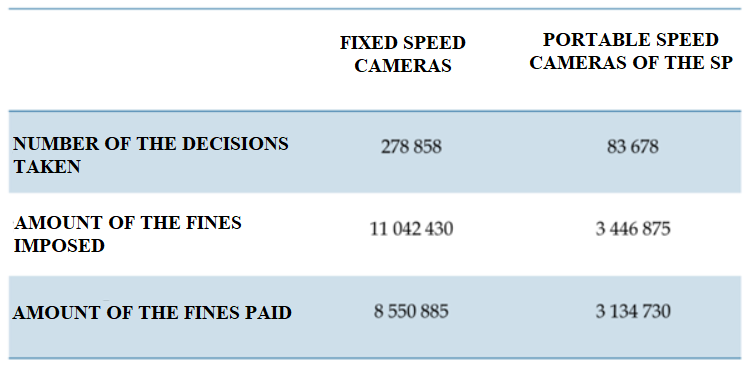 FIXED SPEED
CAMERAS
PORTABLE SPEED
CAMERAS OF THE SP
NUMBER OF THE DECISIONS
TAKEN
278 858
83 678
AMOUNT OF THE FINES
IMPOSED
11 042 430
3 446 875
AMOUNT OF THE FINES PAID
8 550 885
3 134 730